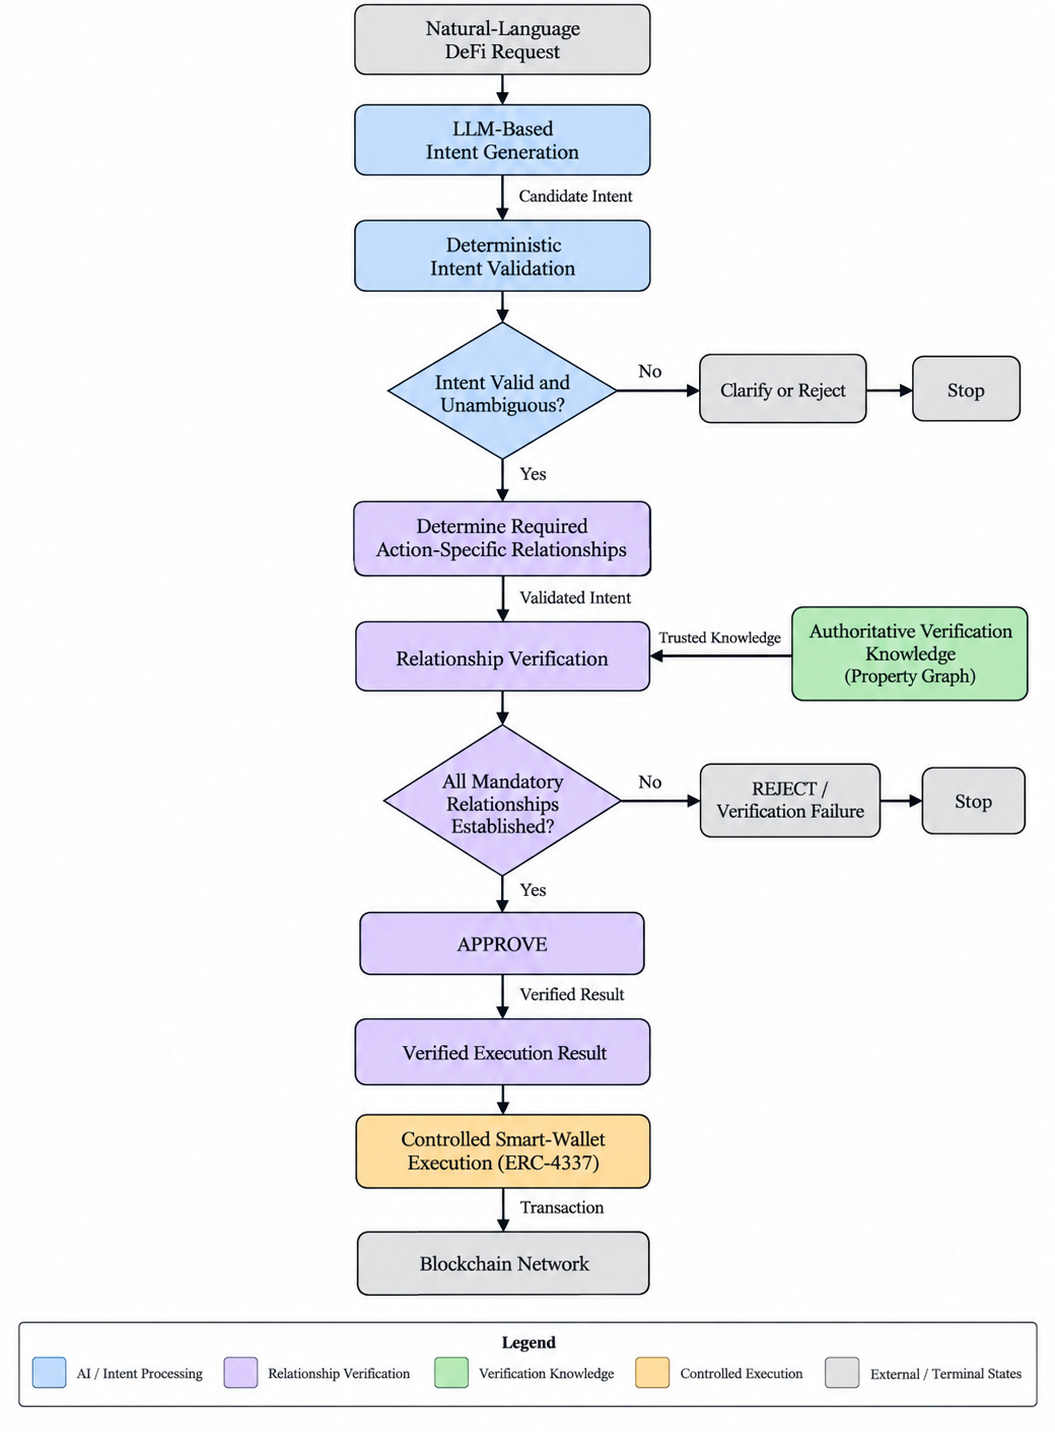 Natural-Language
DeFi Request
LLM-Based
Intent Generation
Candidate Intent
Deterministic
Intent Validation
Intent Valid and
Unambiguous?
No
Clarify or Reject
Stop
Yes
Determine Required
Action-Specific Relationships
Validated Intent
Relationship Verification
Trusted Knowledge
Authoritative Verification
Knowledge
(Property Graph)
All Mandatory
Relationships
Established?
No
REJECT /
Verification Failure
Stop
Yes
APPROVE
Verified Result
Verified Execution Result
Controlled Smart-Wallet
Execution (ERC-4337)
Transaction
Blockchain Network
Legend
AI / Intent Processing
Relationship Verification
Verification Knowledge
Controlled Execution
External / Terminal States